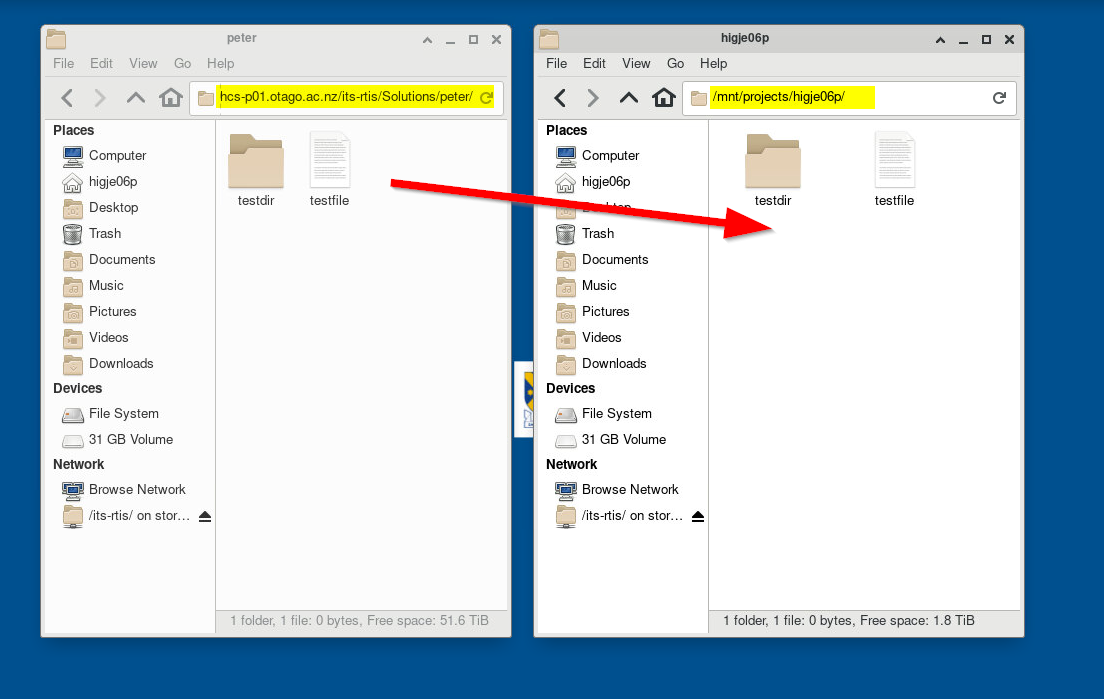 peter
File Edit View Go Help
hcs-p01.otago.ac.nz/its-rtis/Solutions/peter/
Places
Computer
higje06p
Desktop
Trash
Documents
Music
Pictures
Videos
Downloads
Devices
File System
31 GB Volume
Network
Browse Network
/its-rtis/ on stor…
testdir
testfile
1 folder, 1 file: 0 bytes, Free space: 51.6 TiB
higje06p
File Edit View Go Help
/mnt/projects/higje06p/
Places
Computer
higje06p
Desktop
Trash
Documents
Music
Pictures
Videos
Downloads
Devices
File System
31 GB Volume
Network
Browse Network
/its-rtis/ on stor…
testdir
testfile
1 folder, 1 file: 0 bytes, Free space: 1.8 TiB